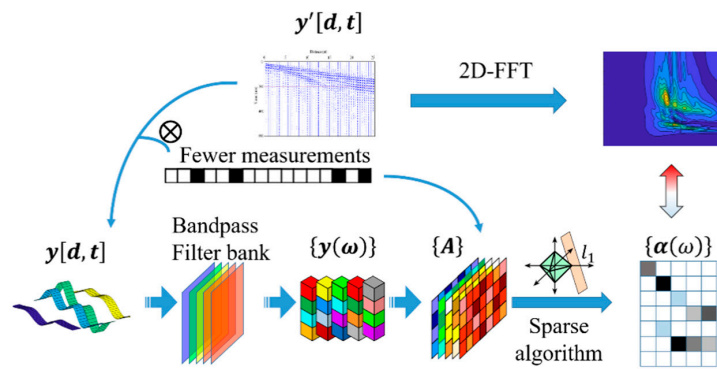 y'[d, t]
2D-FFT
Fewer measurements
y[d, t]
Bandpass
Filter bank
{y(ω)}
{A}
l₁
{α(ω)}
Sparse
algorithm